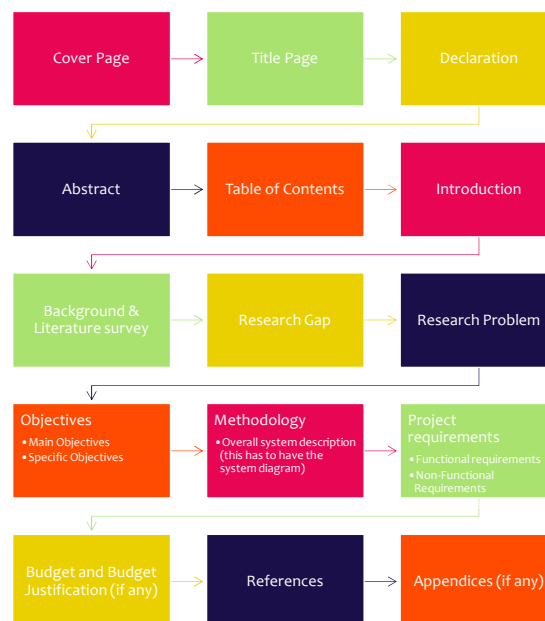 Cover Page
Title Page
Declaration
Abstract
Table of Contents
Introduction
Background &
Literature survey
Research Gap
Research Problem
Objectives
• Main Objectives
• Specific Objectives
Methodology
• Overall system description
(this has to have the
system diagram)
Project
requirements
• Functional requirements
• Non-Functional
Requirements
Budget and Budget
Justification (if any)
References
Appendices (if any)